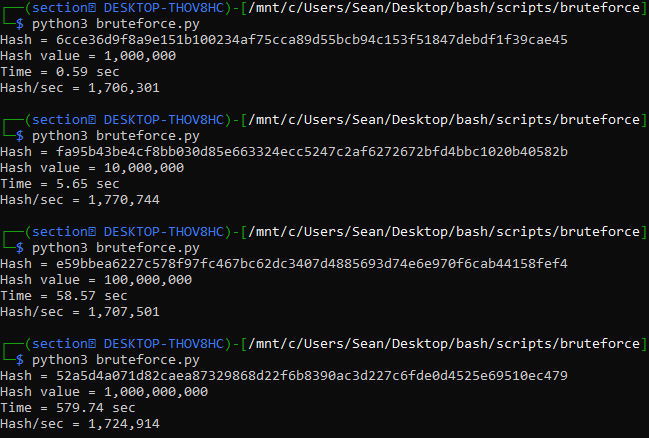 ┌──(section㉿ DESKTOP-THOV8HC)-[/mnt/c/Users/Sean/Desktop/bash/scripts/bruteforce]
└─$ python3 bruteforce.py
Hash = 6cce36d9f8a9e151b100234af75cca89d55bcb94c153f51847debdf1f39cae45
Hash value = 1,000,000
Time = 0.59 sec
Hash/sec = 1,706,301
┌──(section㉿ DESKTOP-THOV8HC)-[/mnt/c/Users/Sean/Desktop/bash/scripts/bruteforce]
└─$ python3 bruteforce.py
Hash = fa95b43be4cf8bb030d85e663324ecc5247c2af6272672bfd4bbc1020b40582b
Hash value = 10,000,000
Time = 5.65 sec
Hash/sec = 1,770,744
┌──(section㉿ DESKTOP-THOV8HC)-[/mnt/c/Users/Sean/Desktop/bash/scripts/bruteforce]
└─$ python3 bruteforce.py
Hash = e59bbea6227c578f97fc467bc62dc3407d4885693d74e6e970f6cab44158fef4
Hash value = 100,000,000
Time = 58.57 sec
Hash/sec = 1,707,501
┌──(section㉿ DESKTOP-THOV8HC)-[/mnt/c/Users/Sean/Desktop/bash/scripts/bruteforce]
└─$ python3 bruteforce.py
Hash = 52a5d4a071d82caea87329868d22f6b8390ac3d227c6fde0d4525e69510ec479
Hash value = 1,000,000,000
Time = 579.74 sec
Hash/sec = 1,724,914